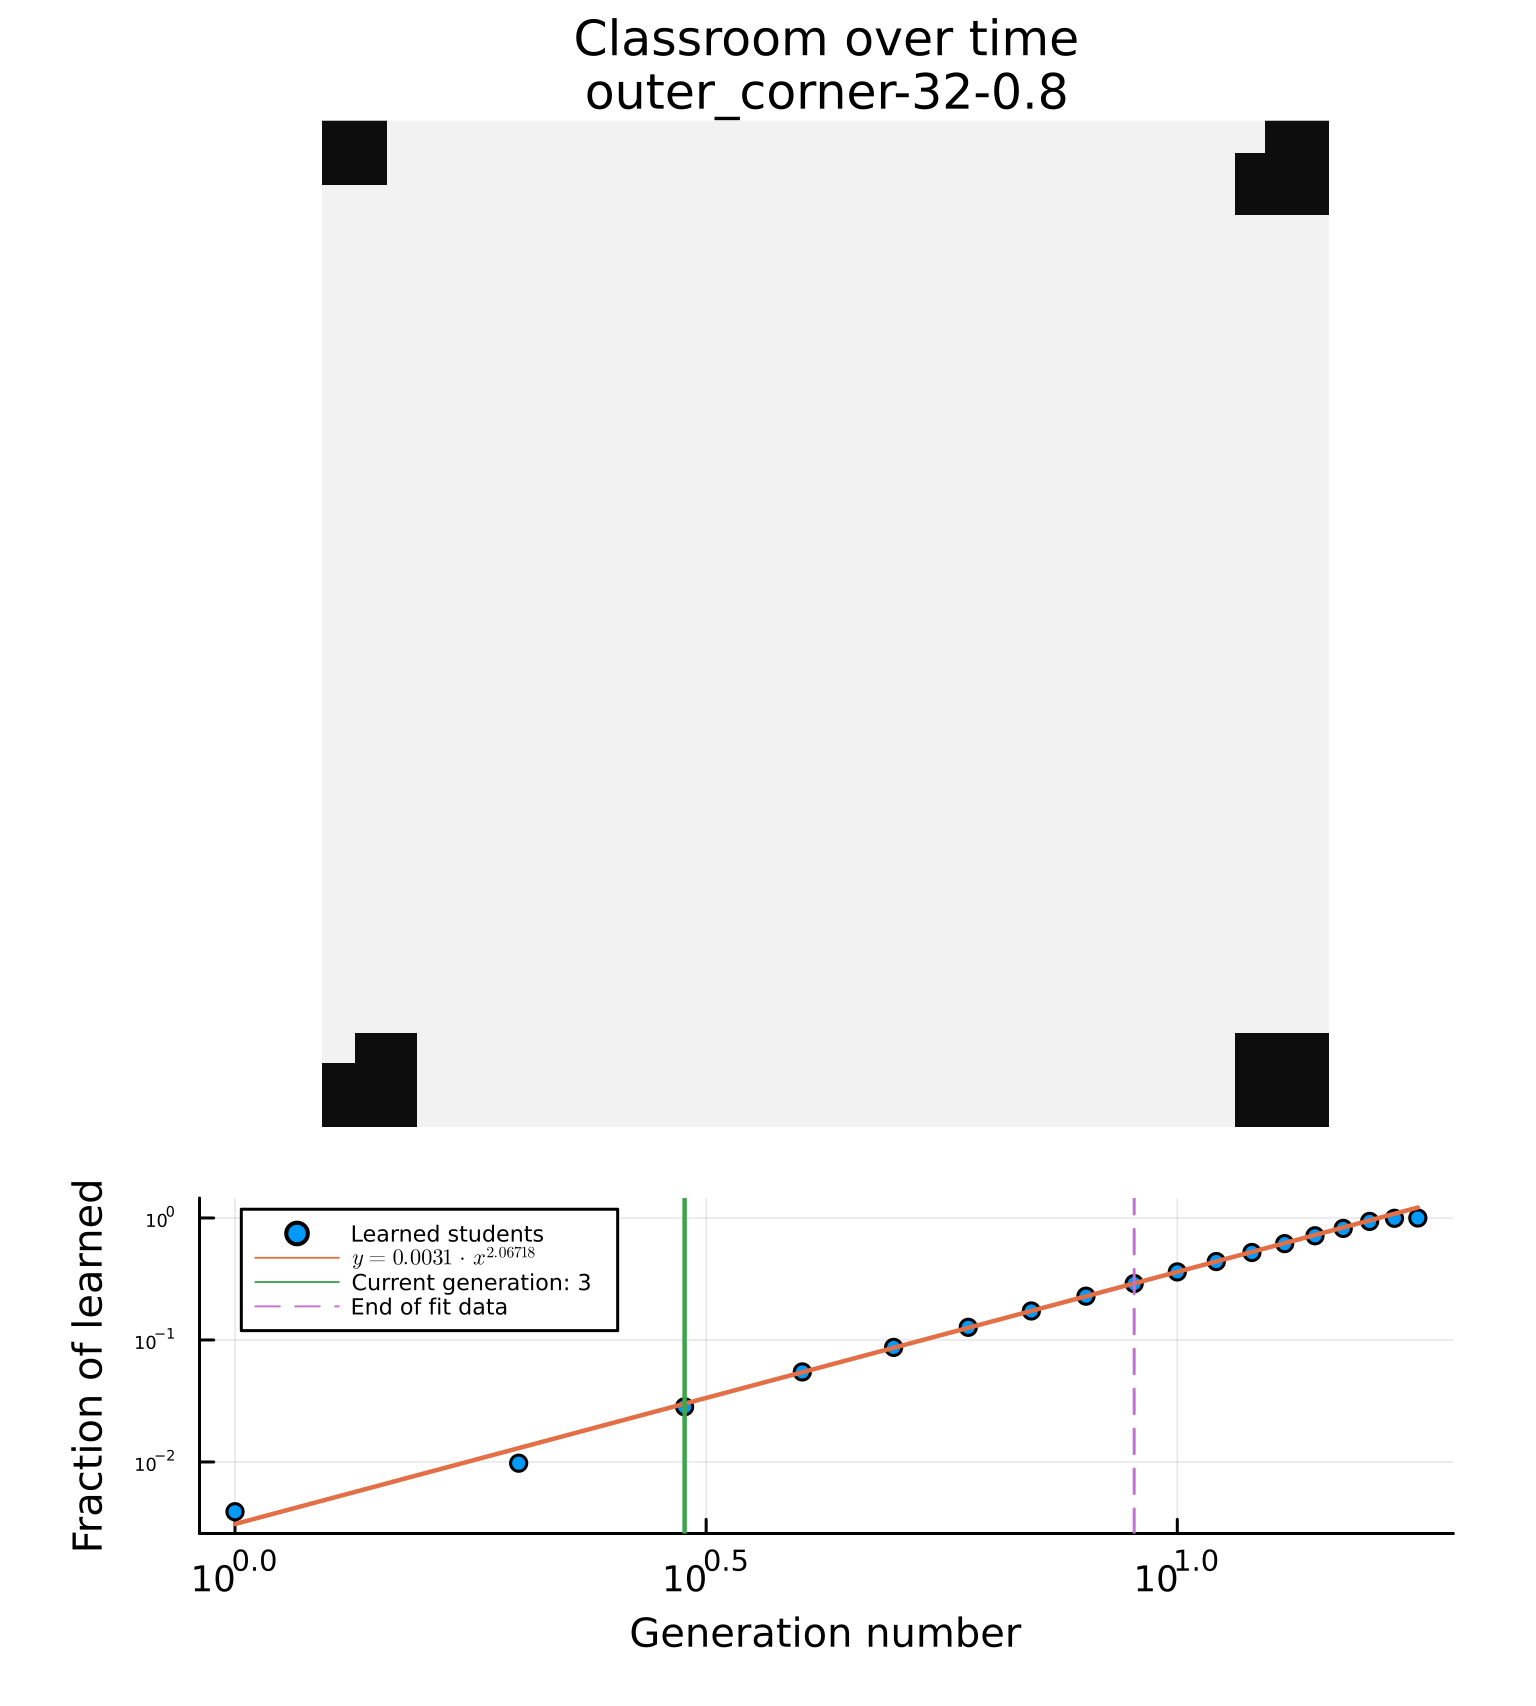 Classroom over time
outer_corner-32-0.8
Fraction of learned
10⁰
10⁻¹
10⁻²
Learned students
y = 0.0031 · x^2.06718
Current generation: 3
End of fit data
10^0.0
10^0.5
10^1.0
Generation number